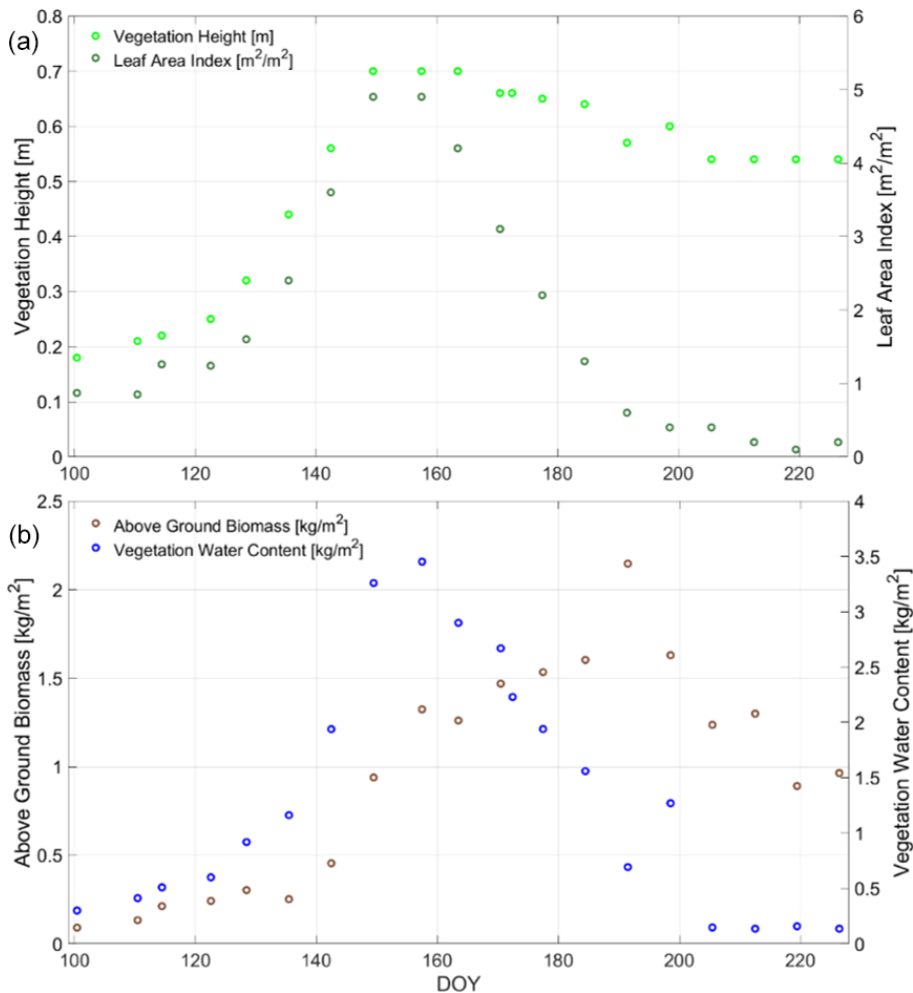 (a)
Vegetation Height [m]
Leaf Area Index [m²/m²]
0.8
0.7
0.6
0.5
0.4
0.3
0.2
0.1
0
Vegetation Height [m]
6
5
4
3
2
1
0
Leaf Area Index [m²/m²]
100 120 140 160 180 200 220
(b)
Above Ground Biomass [kg/m²]
Vegetation Water Content [kg/m²]
2.5
2
1.5
1
0.5
0
Above Ground Biomass [kg/m²]
4
3.5
3
2.5
2
1.5
1
0.5
0
Vegetation Water Content [kg/m²]
100 120 140 160 180 200 220
DOY